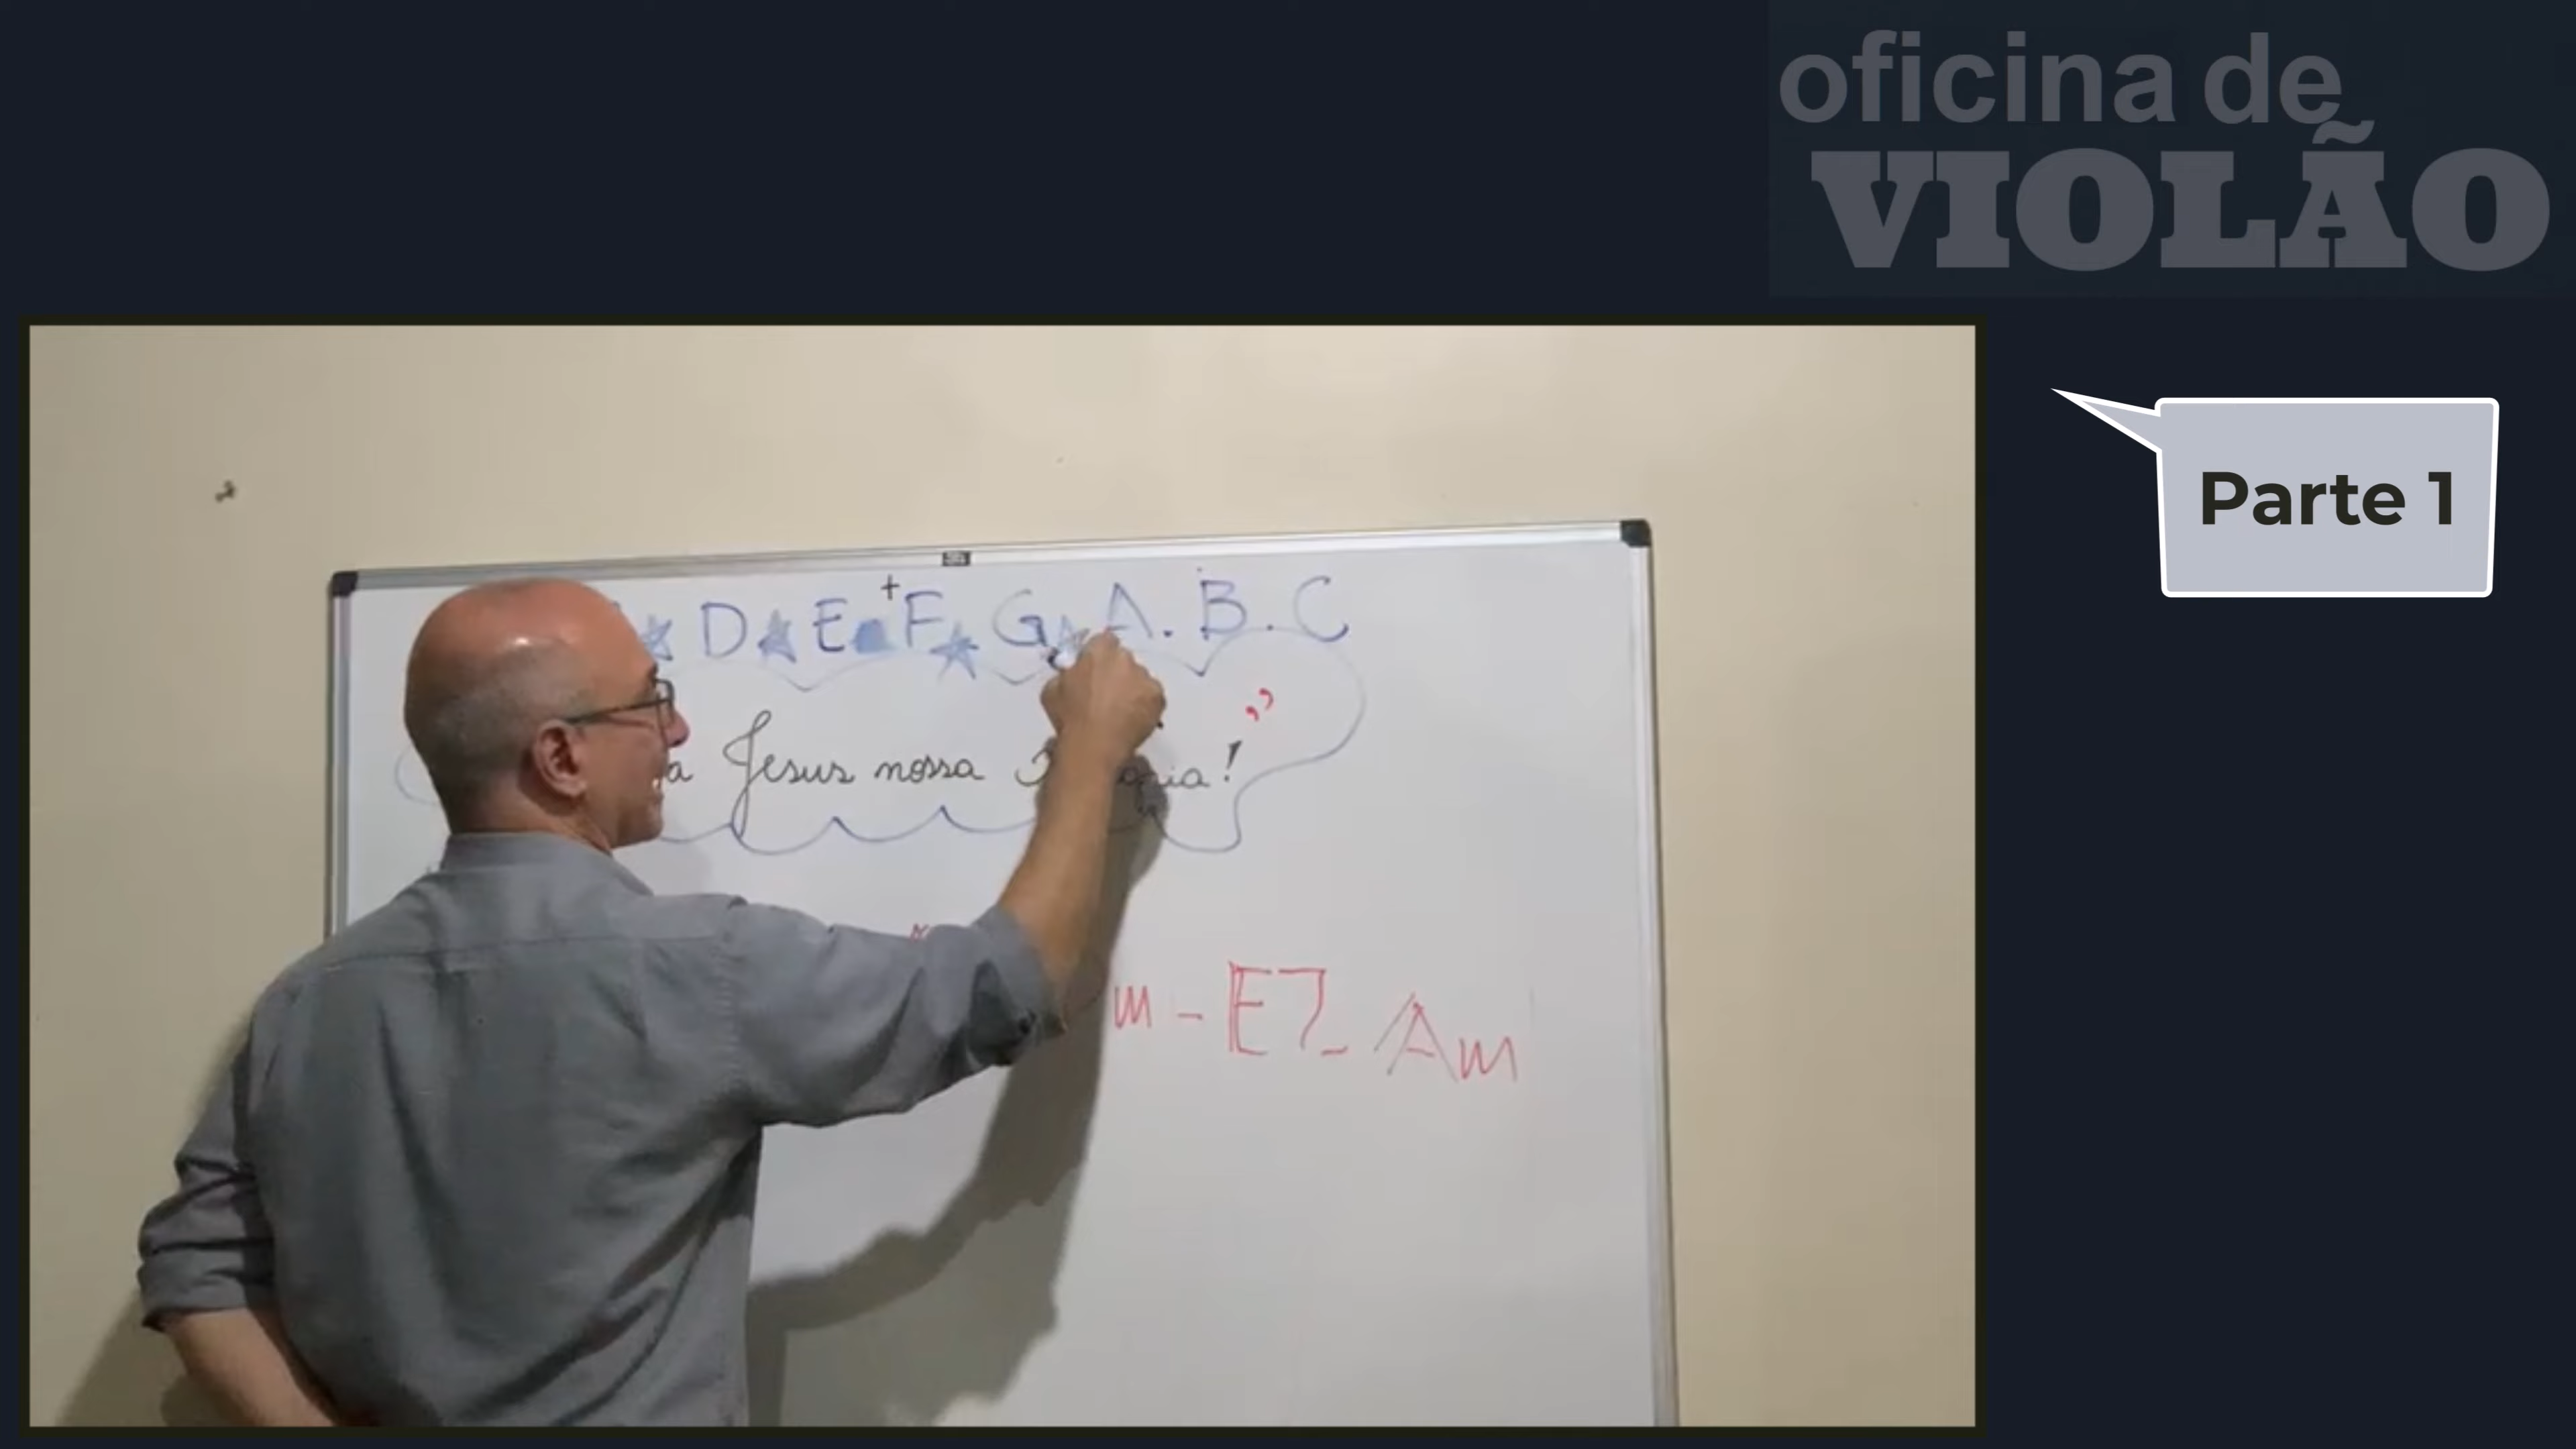 oficina de
VIOLÃO
Parte 1
D E + F G A . B . C
a Jesus nossa
!”
m - E7 - Am